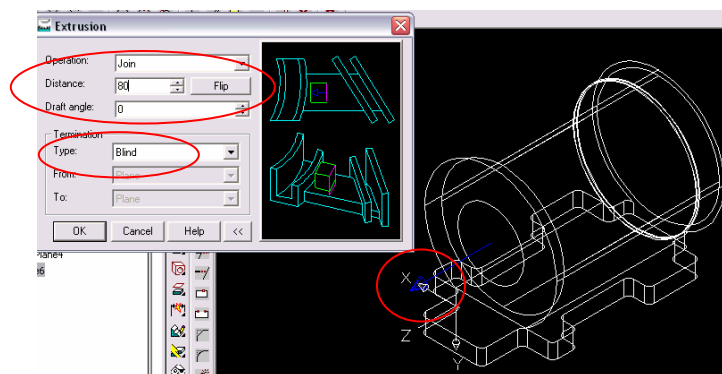 Extrusion
Operation: Join
Distance: 80 Flip
Draft angle: 0
Termination
Type: Blind
From: Plane
To: Plane
OK Cancel Help <<
Plane4
X
Z
Y